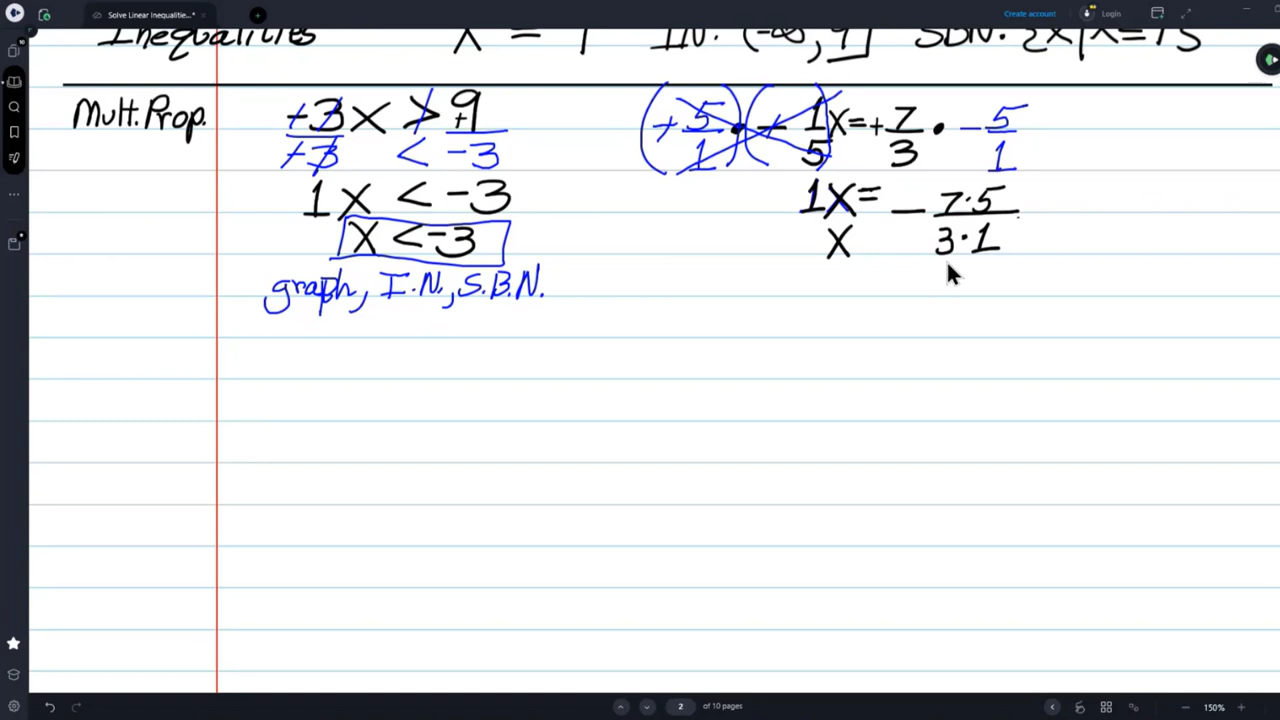 Solve Linear Inequalitie...*
Create account
Login
Inequalities
Mult. Prop.
-3x > 9
-3 < -3
1x < -3
x < -3
graph, I.N., S.B.N.
(-5/1) • (-1/5)x = +7/3 • -5/1
1x = - 7·5
x 3·1
2
of 10 pages
150%